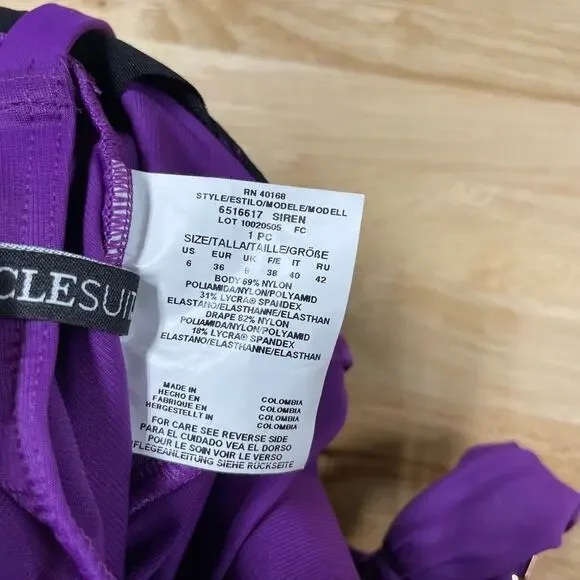 RN 40168
STYLE/ESTILO/MODELE/MODELL
6516617 SIREN
LOT 10020505 FC
1 PC
SIZE/TALLA/TAILLE/GRÖßE
US EUR UK F/E IT RU
6 36 8 38 40 42
BODY 69% NYLON
POLIAMIDA/NYLON/POLYAMID
31% LYCRA® SPANDEX
ELASTANO/ELASTHANNE/ELASTHAN
DRAPE 82% NYLON
POLIAMIDA/NYLON/POLYAMID
18% LYCRA® SPANDEX
ELASTANO/ELASTHANNE/ELASTHAN
MADE IN COLOMBIA
HECHO EN COLOMBIA
FABRIQUE EN COLOMBIA
HERGESTELLT IN COLOMBIA
FOR CARE SEE REVERSE SIDE
PARA EL CUIDADO VEA EL DORSO
POUR LE SOIN VOIR LE VERSO
PFLEGEANLEITUNG SIEHE RÜCKSEITE
CLESUIT